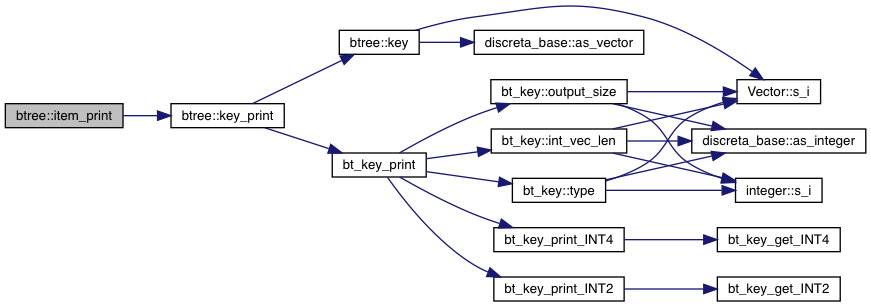 btree::item_print
btree::key_print
btree::key
discreta_base::as_vector
bt_key_print
bt_key::output_size
bt_key::int_vec_len
bt_key::type
bt_key_print_INT4
bt_key_print_INT2
Vector::s_i
discreta_base::as_integer
integer::s_i
bt_key_get_INT4
bt_key_get_INT2